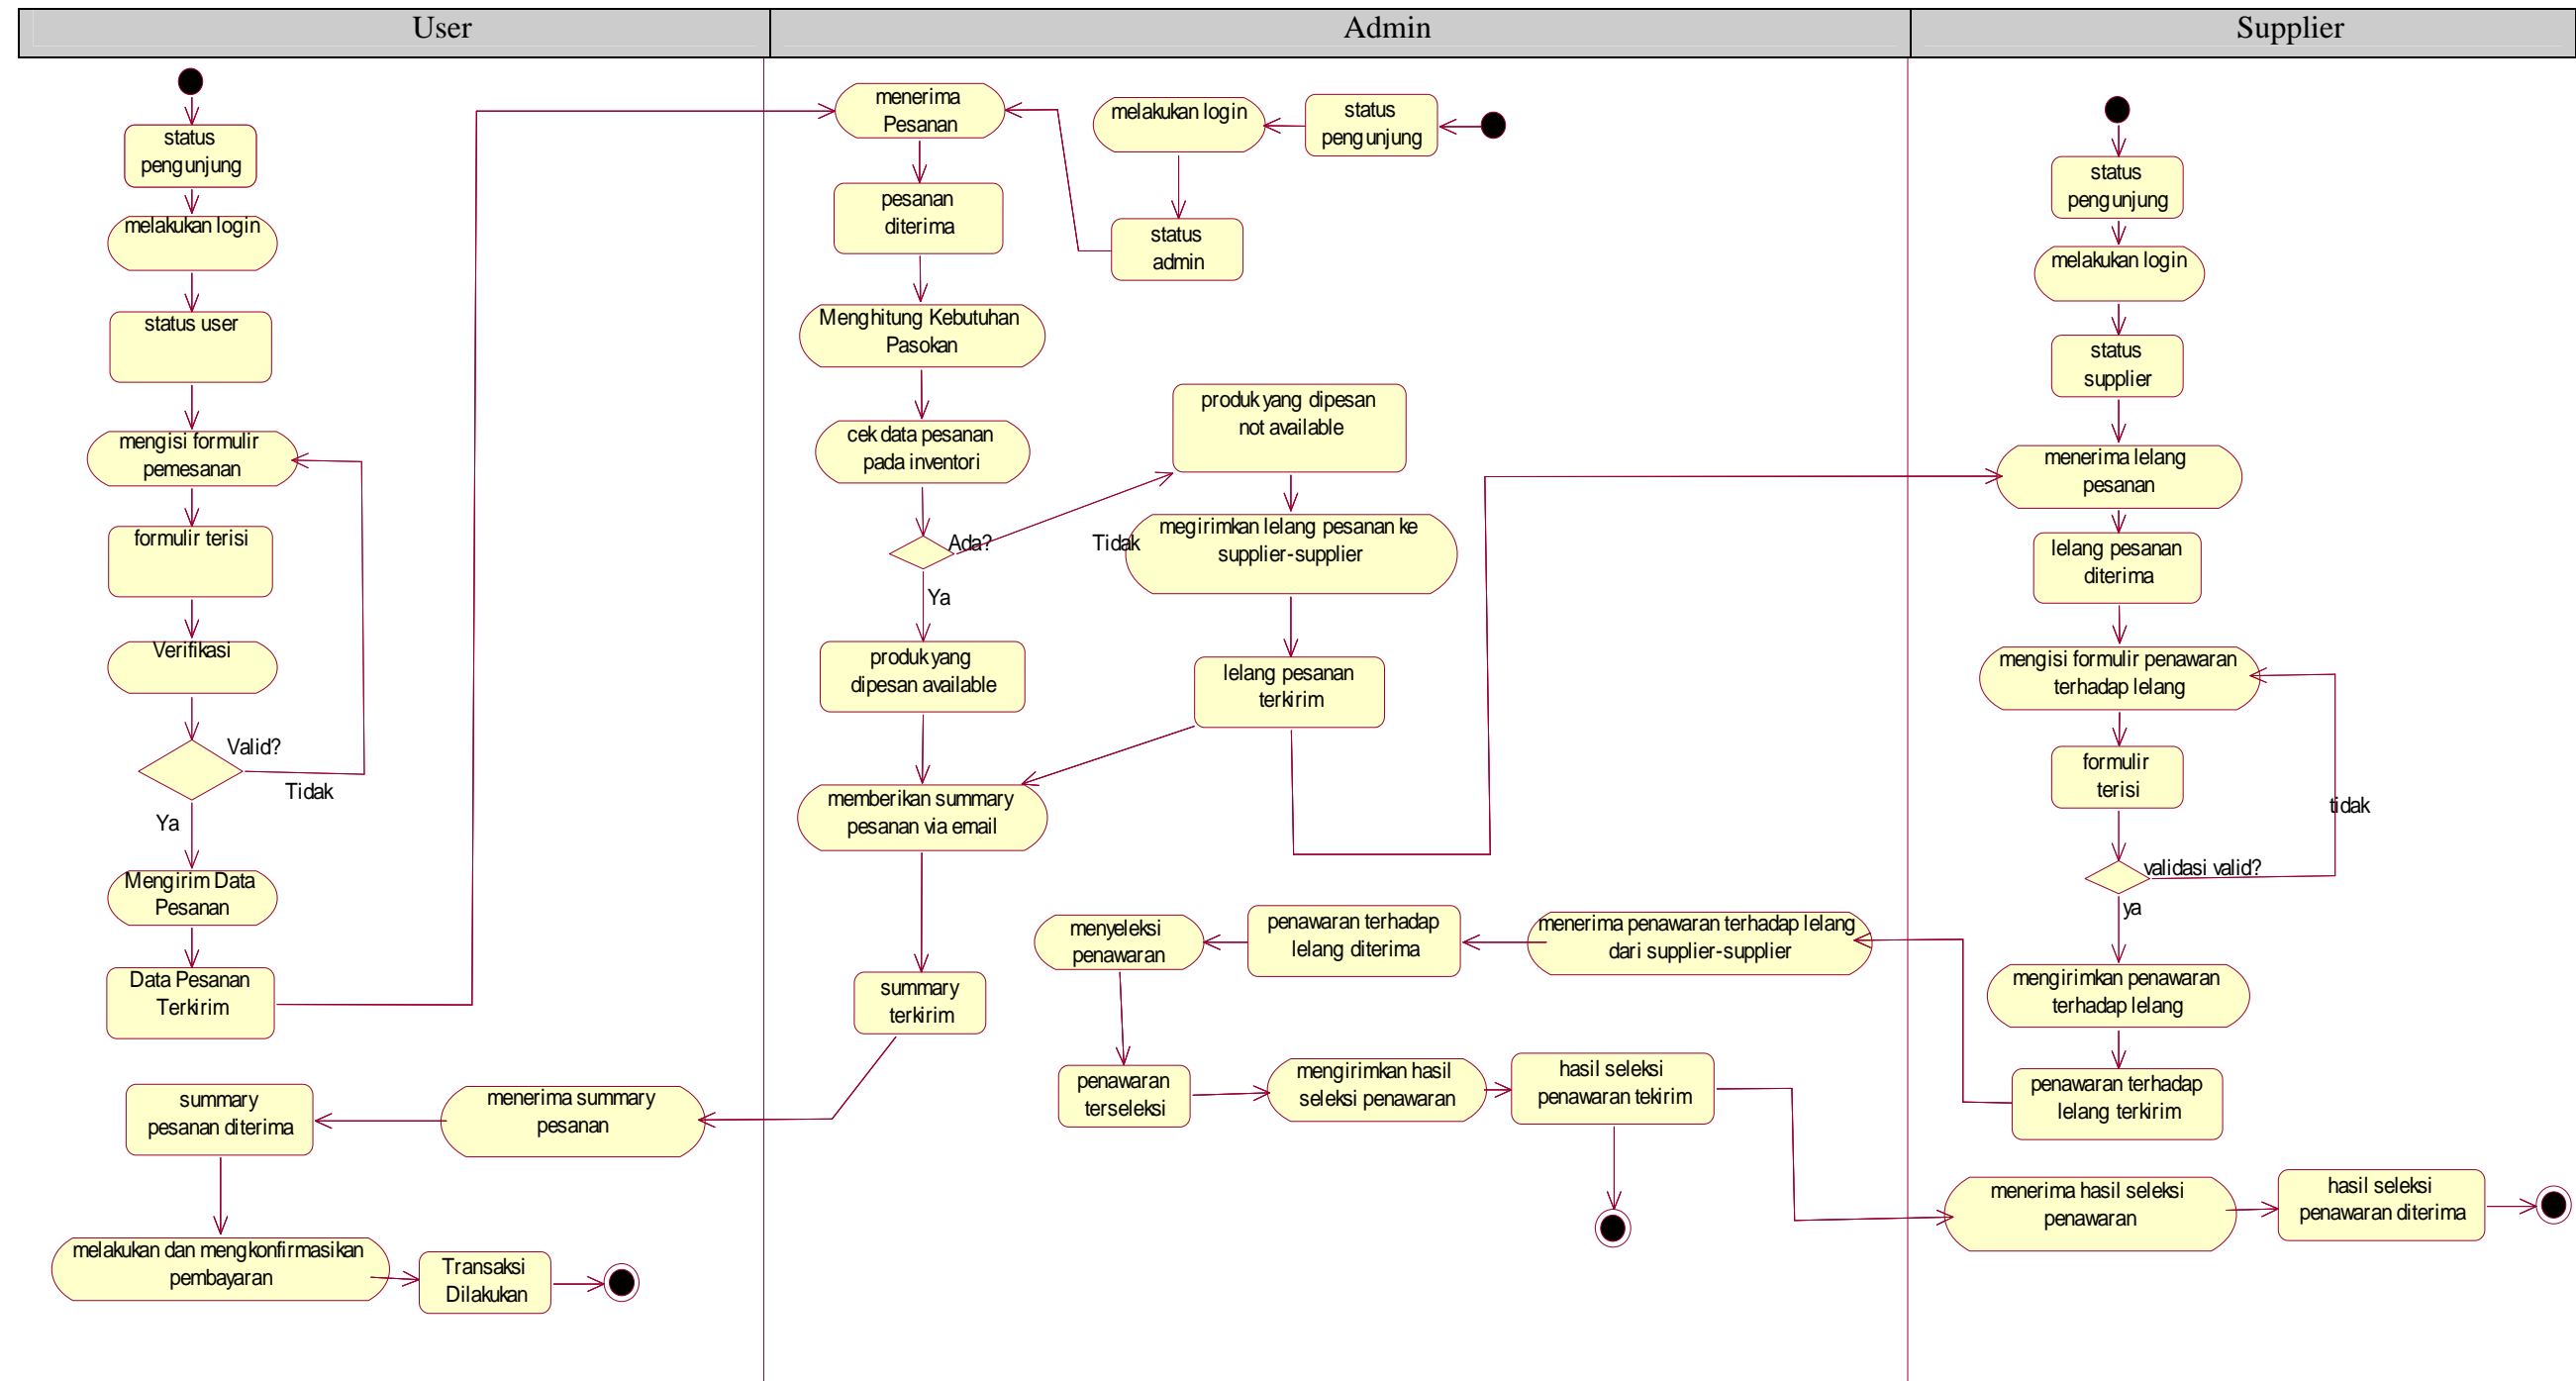 User
Admin
Supplier
status
pengunjung
melakukan login
status user
mengisi formulir
pemesanan
formulir terisi
Verifikasi
Valid?
Tidak
Ya
Mengirim Data
Pesanan
Data Pesanan
Terkirim
menerima summary
pesanan
summary
pesanan diterima
melakukan dan mengkonfirmasikan
pembayaran
Transaksi
Dilakukan
menerima
Pesanan
melakukan login
status
pengunjung
status
admin
pesanan
diterima
Menghitung Kebutuhan
Pasokan
cek data pesanan
pada inventori
Ada?
Tidak
Ya
produk yang dipesan
not available
megirimkan lelang pesanan ke
supplier-supplier
produk yang
dipesan available
lelang pesanan
terkirim
memberikan summary
pesanan via email
summary
terkirim
menyeleksi
penawaran
penawaran terhadap
lelang diterima
menerima penawaran terhadap lelang
dari supplier-supplier
penawaran
terseleksi
mengirimkan hasil
seleksi penawaran
hasil seleksi
penawaran tekirim
status
pengunjung
melakukan login
status
supplier
menerima lelang
pesanan
lelang pesanan
diterima
mengisi formulir penawaran
terhadap lelang
formulir
terisi
tidak
validasi valid?
ya
mengirimkan penawaran
terhadap lelang
penawaran terhadap
lelang terkirim
menerima hasil seleksi
penawaran
hasil seleksi
penawaran diterima